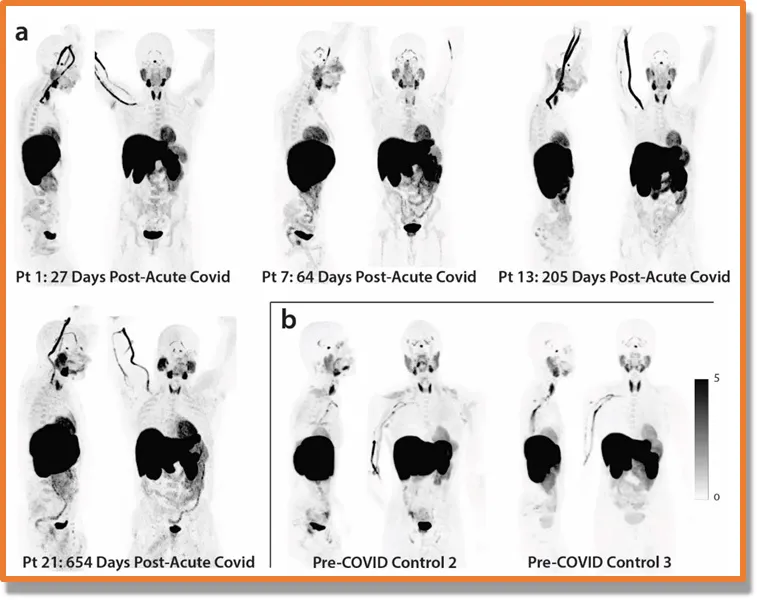 a
Pt 1: 27 Days Post-Acute Covid
Pt 7: 64 Days Post-Acute Covid
Pt 13: 205 Days Post-Acute Covid
Pt 21: 654 Days Post-Acute Covid
b
Pre-COVID Control 2
Pre-COVID Control 3
5
0